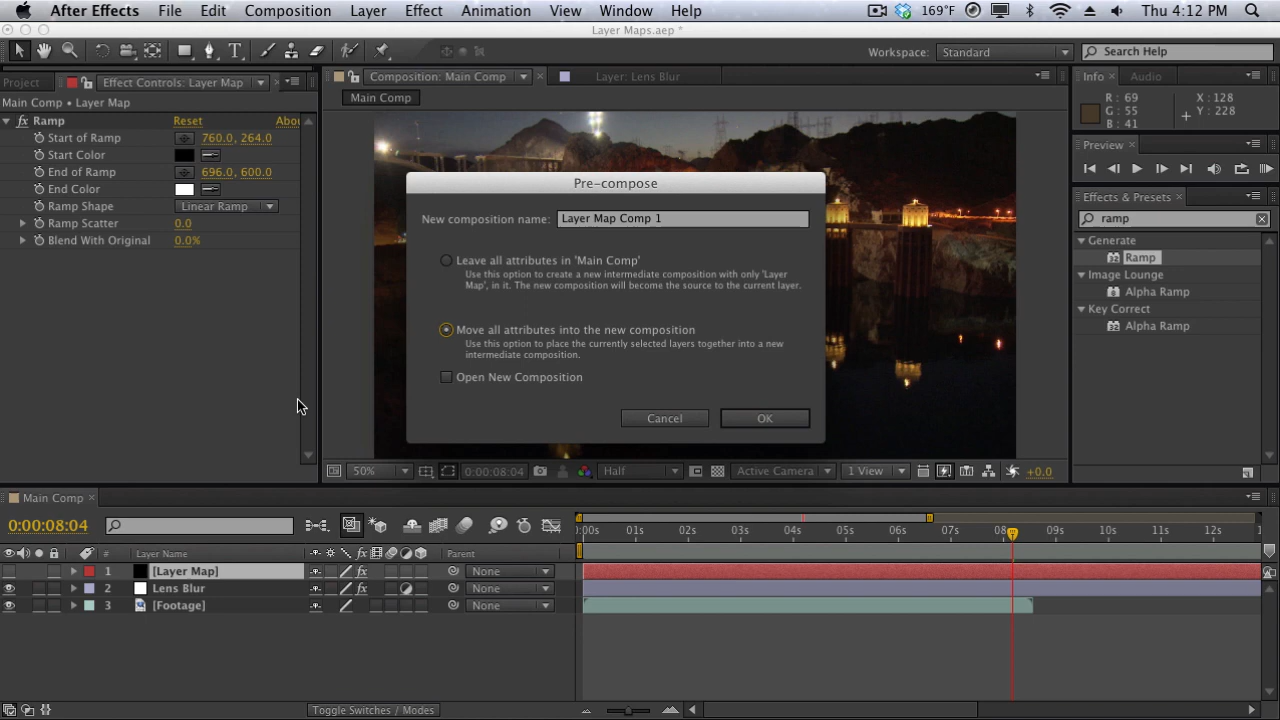 After Effects File Edit Composition Layer Effect Animation View Window Help 169°F Thu 4:12 PM
Layer Maps.aep *
Workspace: Standard Search Help
Project Effect Controls: Layer Map Composition: Main Comp Layer: Lens Blur Info Audio
Main Comp • Layer Map
Main Comp
R: 69 X: 128
G: 55 Y: 228
B: 41
fx Ramp Reset Abou
Start of Ramp 760.0, 264.0
Start Color
End of Ramp 696.0, 600.0
End Color
Ramp Shape Linear Ramp
Ramp Scatter 0.0
Blend With Original 0.0%
Preview
Effects & Presets
ramp
Generate
Ramp
Image Lounge
Alpha Ramp
Key Correct
Alpha Ramp
Pre-compose
New composition name: Layer Map Comp 1
Leave all attributes in 'Main Comp'
Use this option to create a new intermediate composition with only 'Layer
Map', in it. The new composition will become the source to the current layer.
Move all attributes into the new composition
Use this option to place the currently selected layers together into a new
intermediate composition.
Open New Composition
Cancel OK
50% 0:00:08:04 Half Active Camera 1 View +0.0
Main Comp
0:00:08:04
:00s 01s 02s 03s 04s 05s 06s 07s 08s 09s 10s 11s 12s 1
# Layer Name fx Parent
1 [Layer Map] fx None
2 Lens Blur fx None
3 [Footage] None
Toggle Switches / Modes